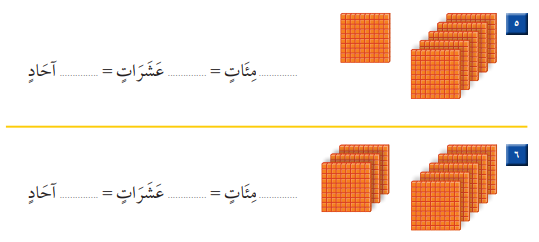 ٥
............... مِئَاتٍ = ............... عَشَرَاتٍ = ............... آحَادٍ
٦
............... مِئَاتٍ = ............... عَشَرَاتٍ = ............... آحَادٍ